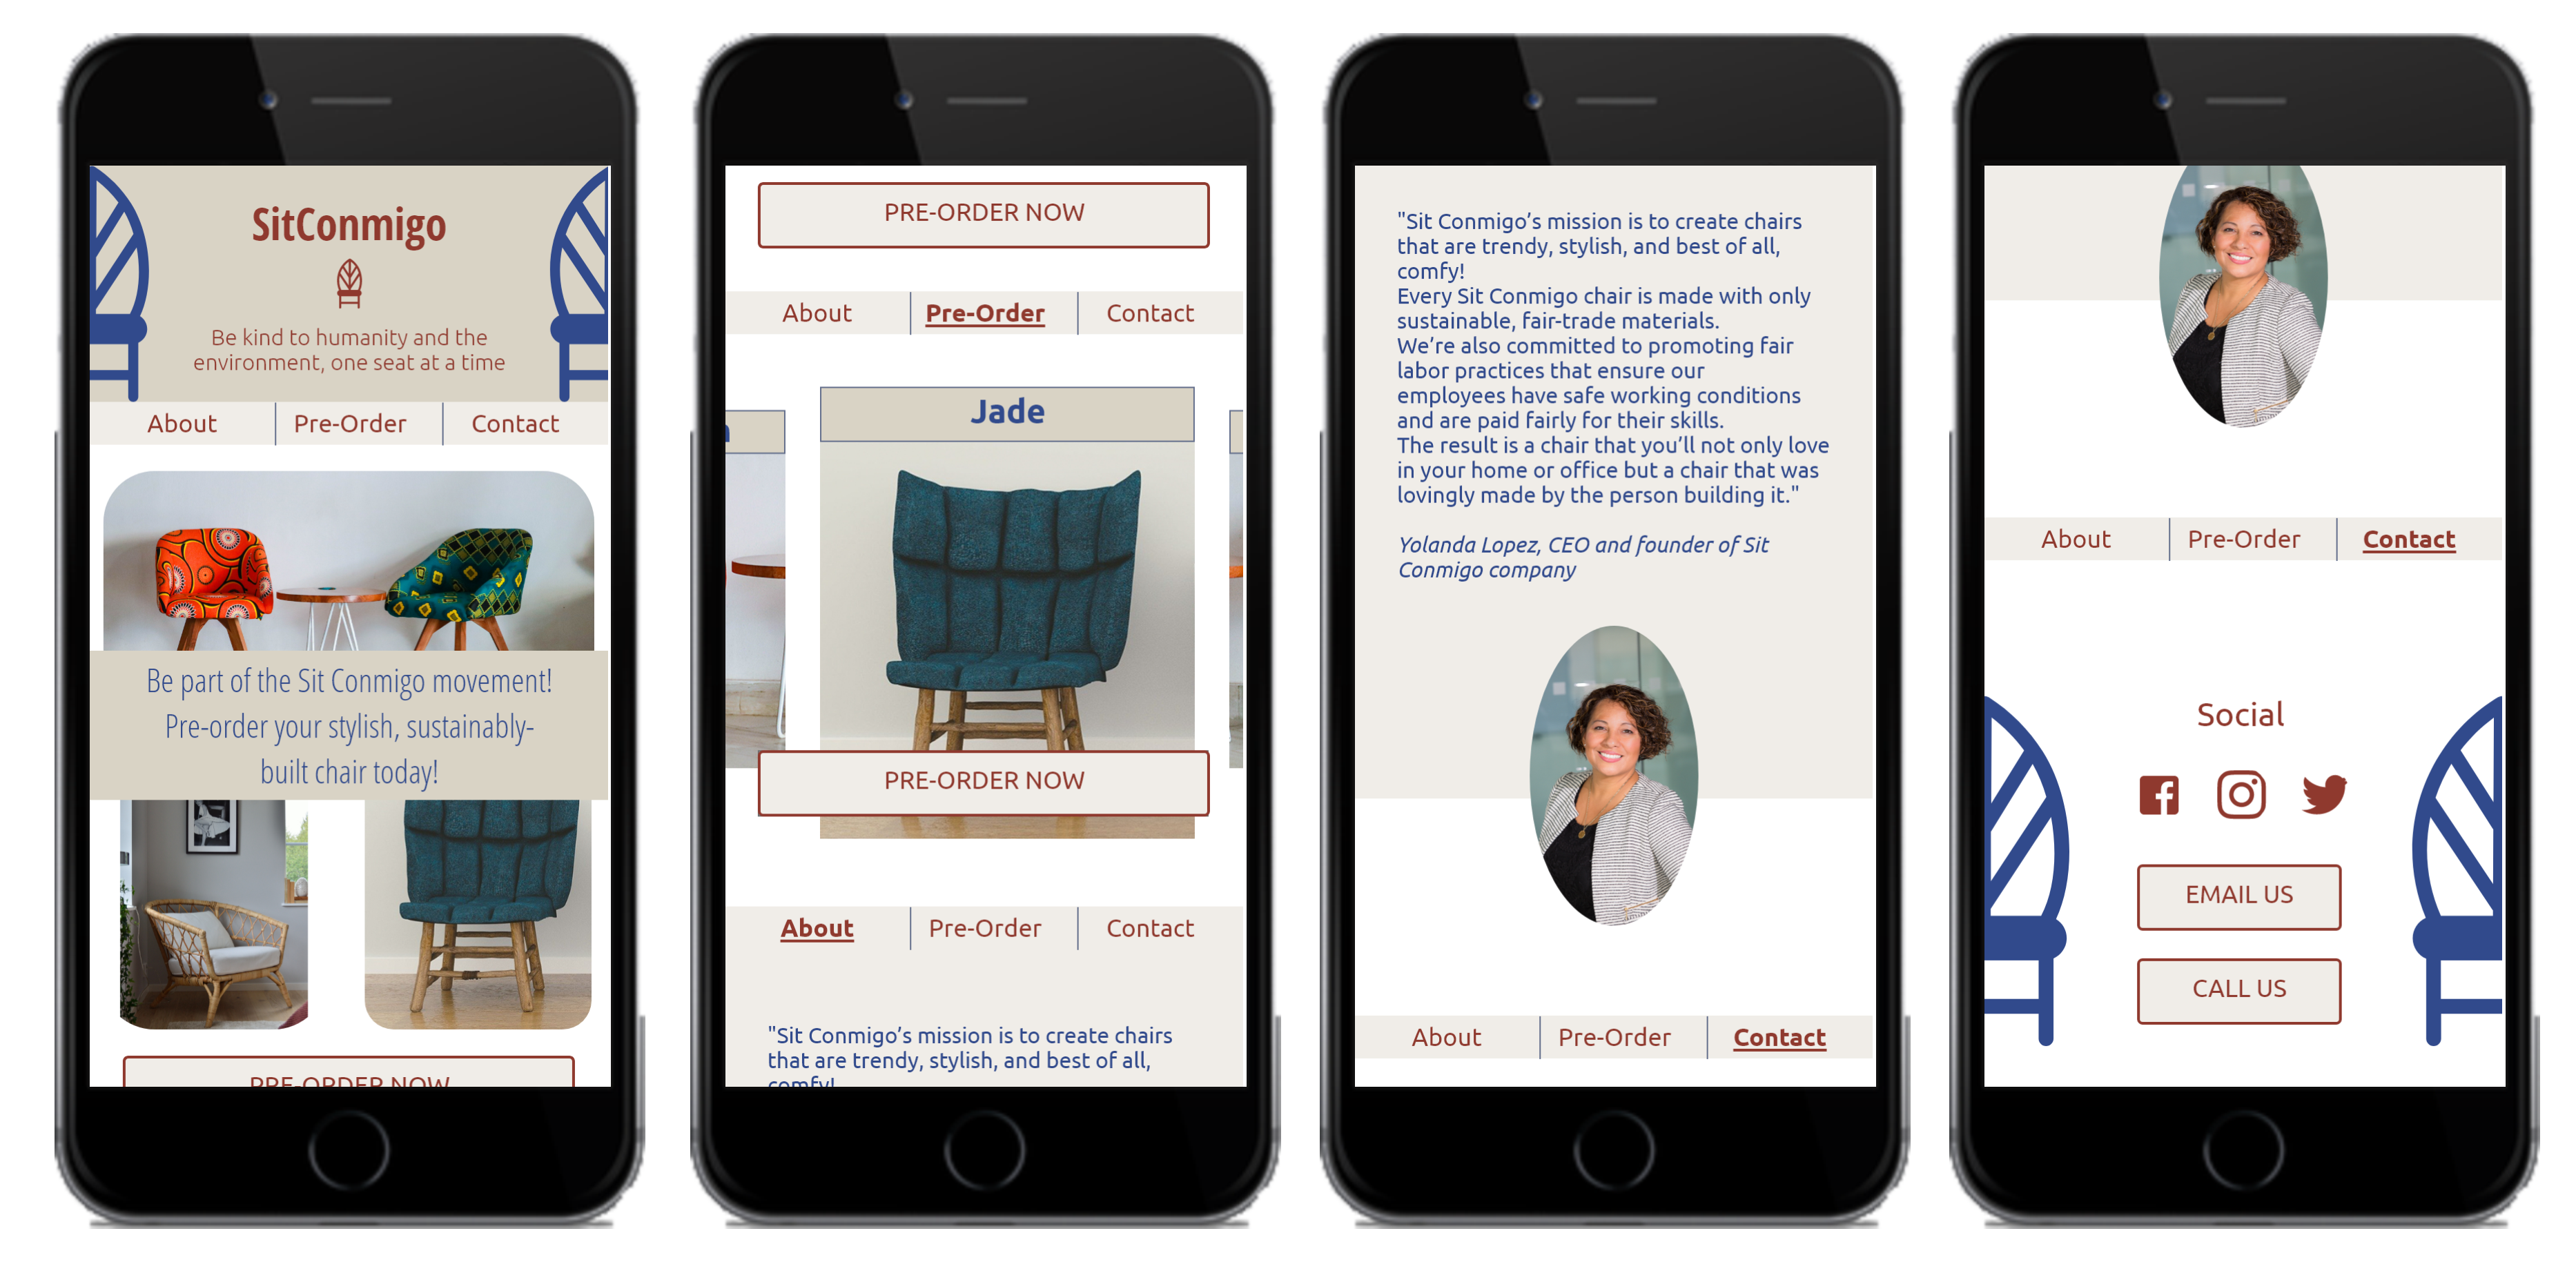 SitConmigo
Be kind to humanity and the
environment, one seat at a time
About Pre-Order Contact
Be part of the Sit Conmigo movement!
Pre-order your stylish, sustainably-
built chair today!
PRE-ORDER NOW
PRE-ORDER NOW
About Pre-Order Contact
Jade
PRE-ORDER NOW
About Pre-Order Contact
"Sit Conmigo’s mission is to create chairs
that are trendy, stylish, and best of all,
comfy!
"Sit Conmigo’s mission is to create chairs
that are trendy, stylish, and best of all,
comfy!
Every Sit Conmigo chair is made with only
sustainable, fair-trade materials.
We’re also committed to promoting fair
labor practices that ensure our
employees have safe working conditions
and are paid fairly for their skills.
The result is a chair that you’ll not only love
in your home or office but a chair that was
lovingly made by the person building it."
Yolanda Lopez, CEO and founder of Sit
Conmigo company
About Pre-Order Contact
About Pre-Order Contact
Social
EMAIL US
CALL US